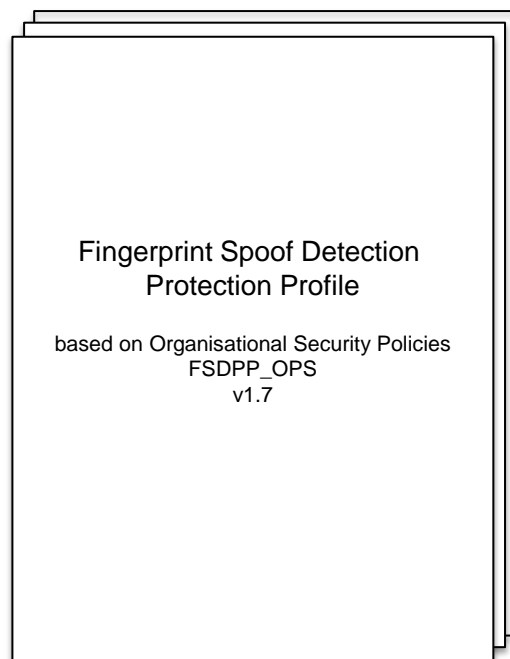 Fingerprint Spoof Detection
Protection Profile
based on Organisational Security Policies
FSDPP_OPS
v1.7